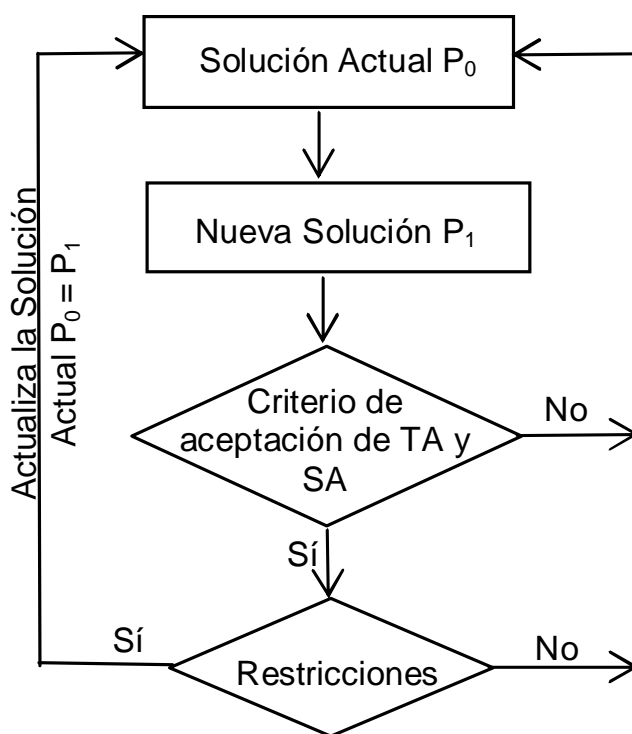 Solución Actual P₀
Nueva Solución P₁
Actualiza la Solución
Actual P₀ = P₁
Criterio de
aceptación de TA y
SA
No
Sí
Sí
Restricciones
No